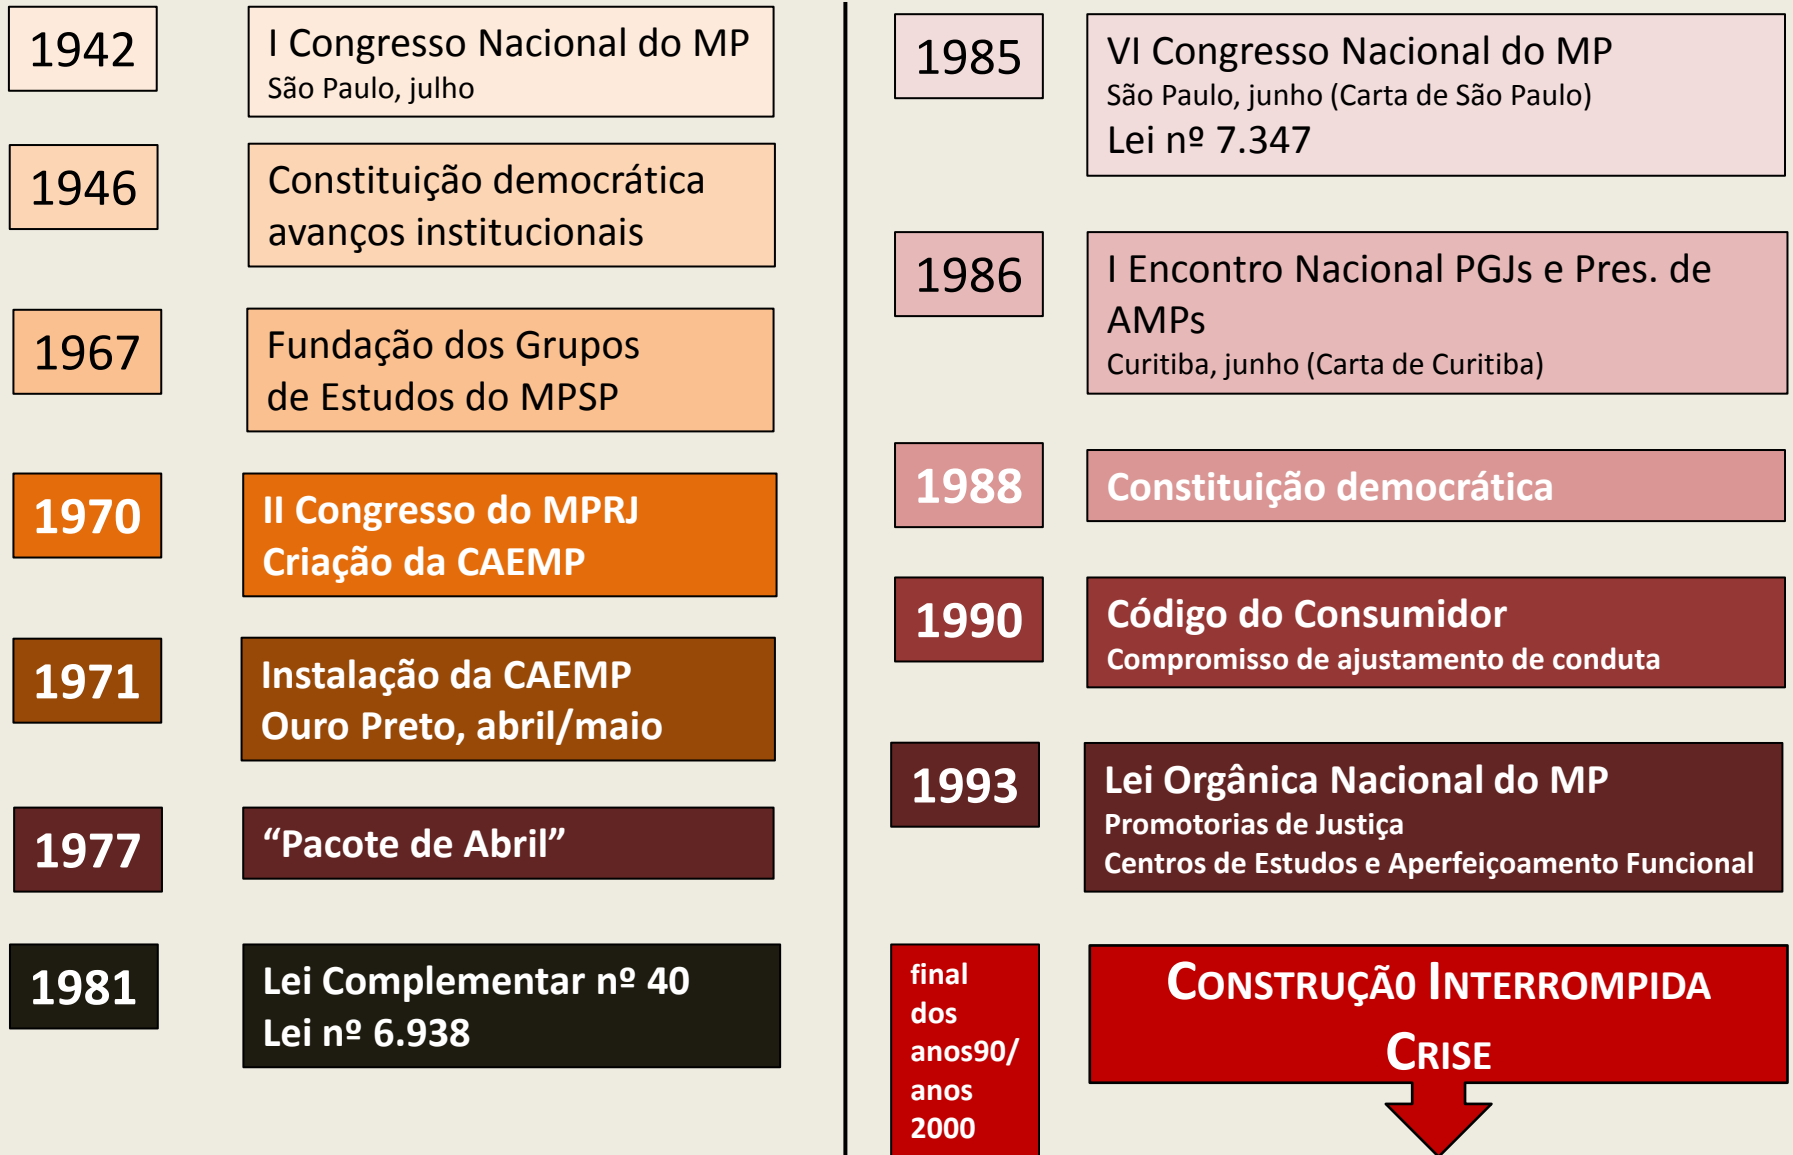 1942
I Congresso Nacional do MP
São Paulo, julho
1946
Constituição democrática
avanços institucionais
1967
Fundação dos Grupos
de Estudos do MPSP
1970
II Congresso do MPRJ
Criação da CAEMP
1971
Instalação da CAEMP
Ouro Preto, abril/maio
1977
“Pacote de Abril”
1981
Lei Complementar nº 40
Lei nº 6.938
1985
VI Congresso Nacional do MP
São Paulo, junho (Carta de São Paulo)
Lei nº 7.347
1986
I Encontro Nacional PGJs e Pres. de
AMPs
Curitiba, junho (Carta de Curitiba)
1988
Constituição democrática
1990
Código do Consumidor
Compromisso de ajustamento de conduta
1993
Lei Orgânica Nacional do MP
Promotorias de Justiça
Centros de Estudos e Aperfeiçoamento Funcional
final
dos
anos90/
anos
2000
CONSTRUÇÃ0 INTERROMPIDA
CRISE